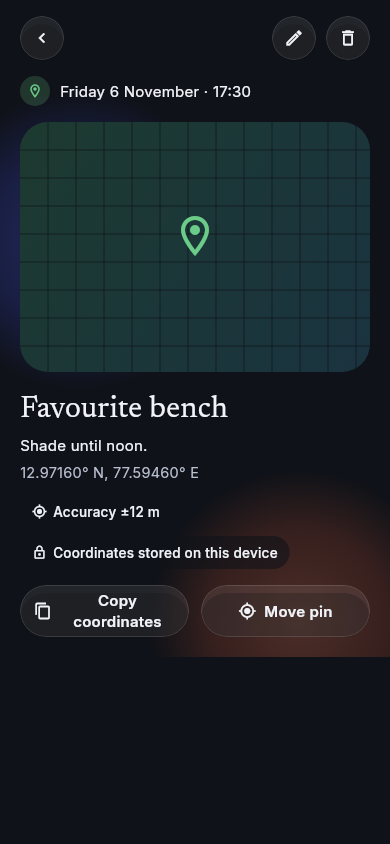 Friday 6 November · 17:30
Favourite bench
Shade until noon.
12.97160° N, 77.59460° E
Accuracy ±12 m
Coordinates stored on this device
Copy
coordinates
Move pin